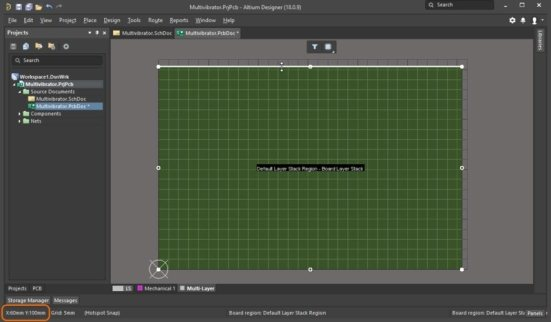 Multivibrator.PrjPcb - Altium Designer (18.0.9)
Search
File Edit View Project Place Design Tools Route Reports Window Help
Projects
Multivibrator.SchDoc
Multivibrator.PcbDoc *
Libraries
Search
Workspace1.DsnWrk
Multivibrator.PrjPcb
Source Documents
Multivibrator.SchDoc
Multivibrator.PcbDoc *
Components
Nets
Default Layer Stack Region - Board Layer Stack
Projects PCB
LS
Mechanical 1
Multi-Layer
Storage Manager Messages
X:60mm Y:100mm Grid: 5mm (Hotspot Snap) Board region: Default Layer Stack Region Board region: Default Layer Sta
Panels